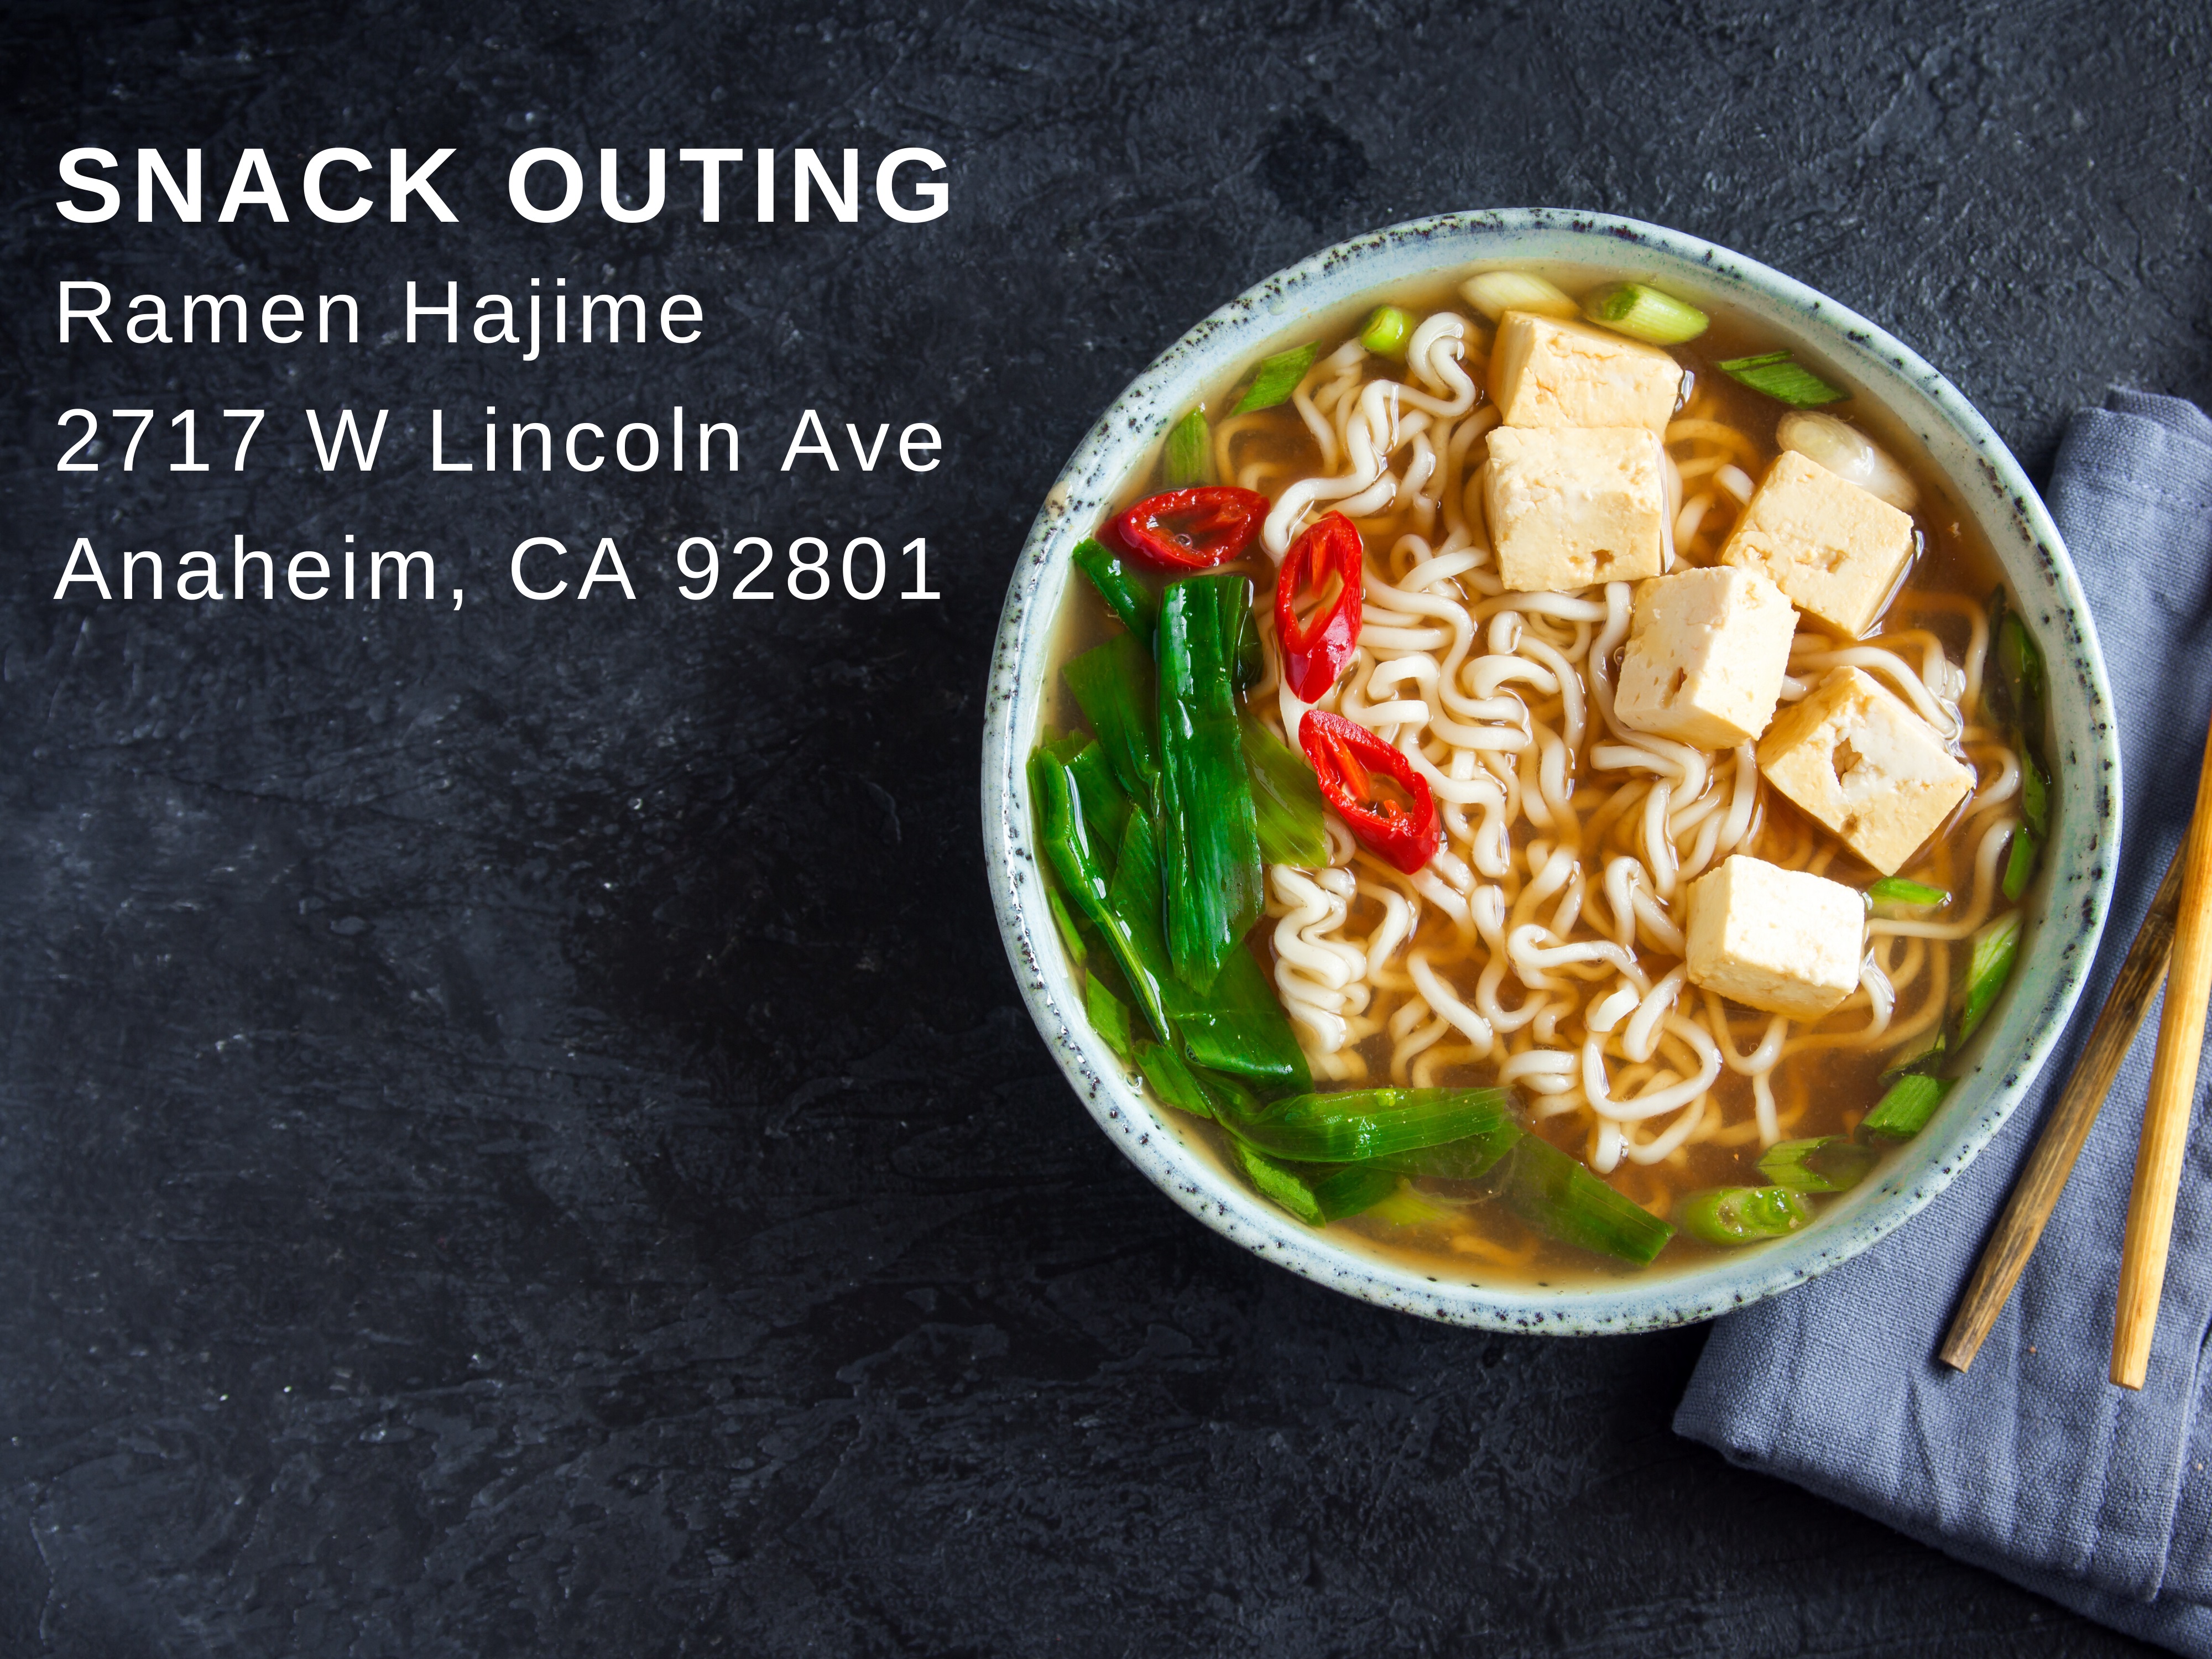 SNACK OUTING
Ramen Hajime
2717 W Lincoln Ave
Anaheim, CA 92801